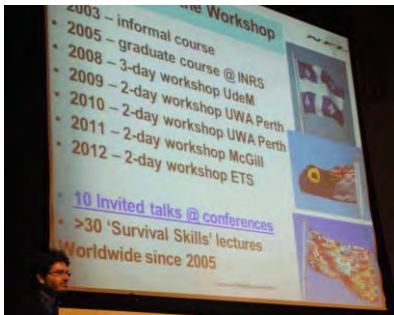 the Workshop
2003 – informal course
2005 – graduate course @ INRS
2008 – 3-day workshop UdeM
2009 – 2-day workshop UWA Perth
2010 – 2-day workshop UWA Perth
2011 – 2-day workshop McGill
2012 – 2-day workshop ETS
10 Invited talks @ conferences
>30 'Survival Skills' lectures
Worldwide since 2005